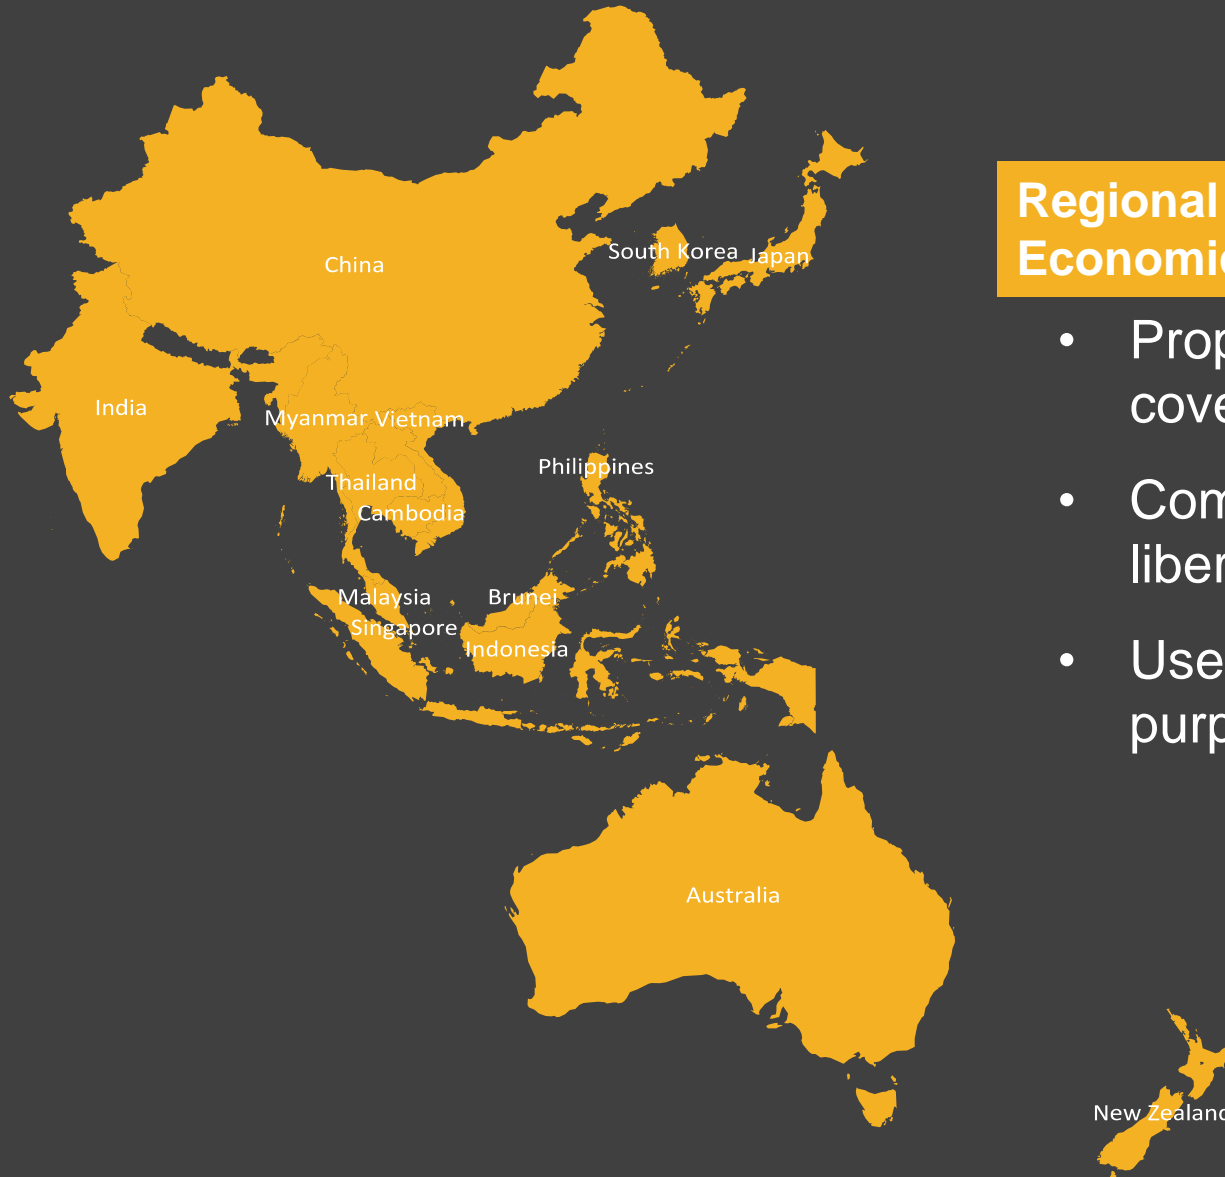 China
South Korea
Japan
India
Myanmar
Vietnam
Philippines
Thailand
Cambodia
Malaysia
Brunei
Singapore
Indonesia
Australia
New Zealand
Regional
Economi
• Prop
cove
• Com
liber
• Use
purp